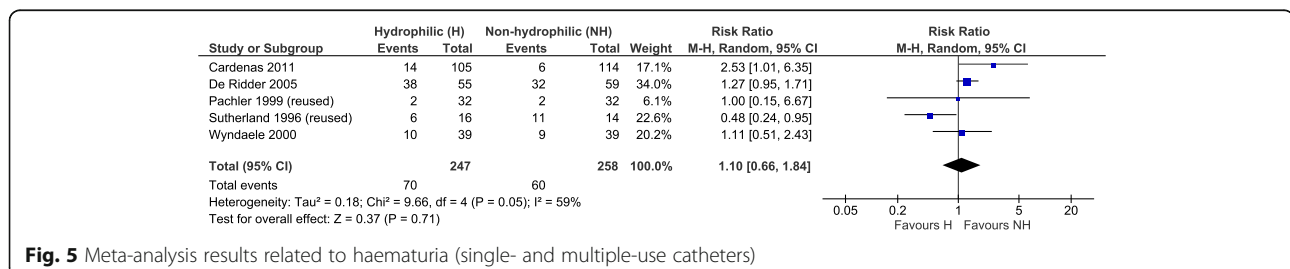 Hydrophilic (H) Non-hydrophilic (NH) Risk Ratio Risk Ratio
Study or Subgroup Events Total Events Total Weight M-H, Random, 95% CI M-H, Random, 95% CI
Cardenas 2011 14 105 6 114 17.1% 2.53 [1.01, 6.35]
De Ridder 2005 38 55 32 59 34.0% 1.27 [0.95, 1.71]
Pachler 1999 (reused) 2 32 2 32 6.1% 1.00 [0.15, 6.67]
Sutherland 1996 (reused) 6 16 11 14 22.6% 0.48 [0.24, 0.95]
Wyndaele 2000 10 39 9 39 20.2% 1.11 [0.51, 2.43]
Total (95% CI) 247 258 100.0% 1.10 [0.66, 1.84]
Total events 70 60
Heterogeneity: Tau² = 0.18; Chi² = 9.66, df = 4 (P = 0.05); I² = 59%
Test for overall effect: Z = 0.37 (P = 0.71)
0.05 0.2 1 5 20
Favours H Favours NH
Fig. 5 Meta-analysis results related to haematuria (single- and multiple-use catheters)